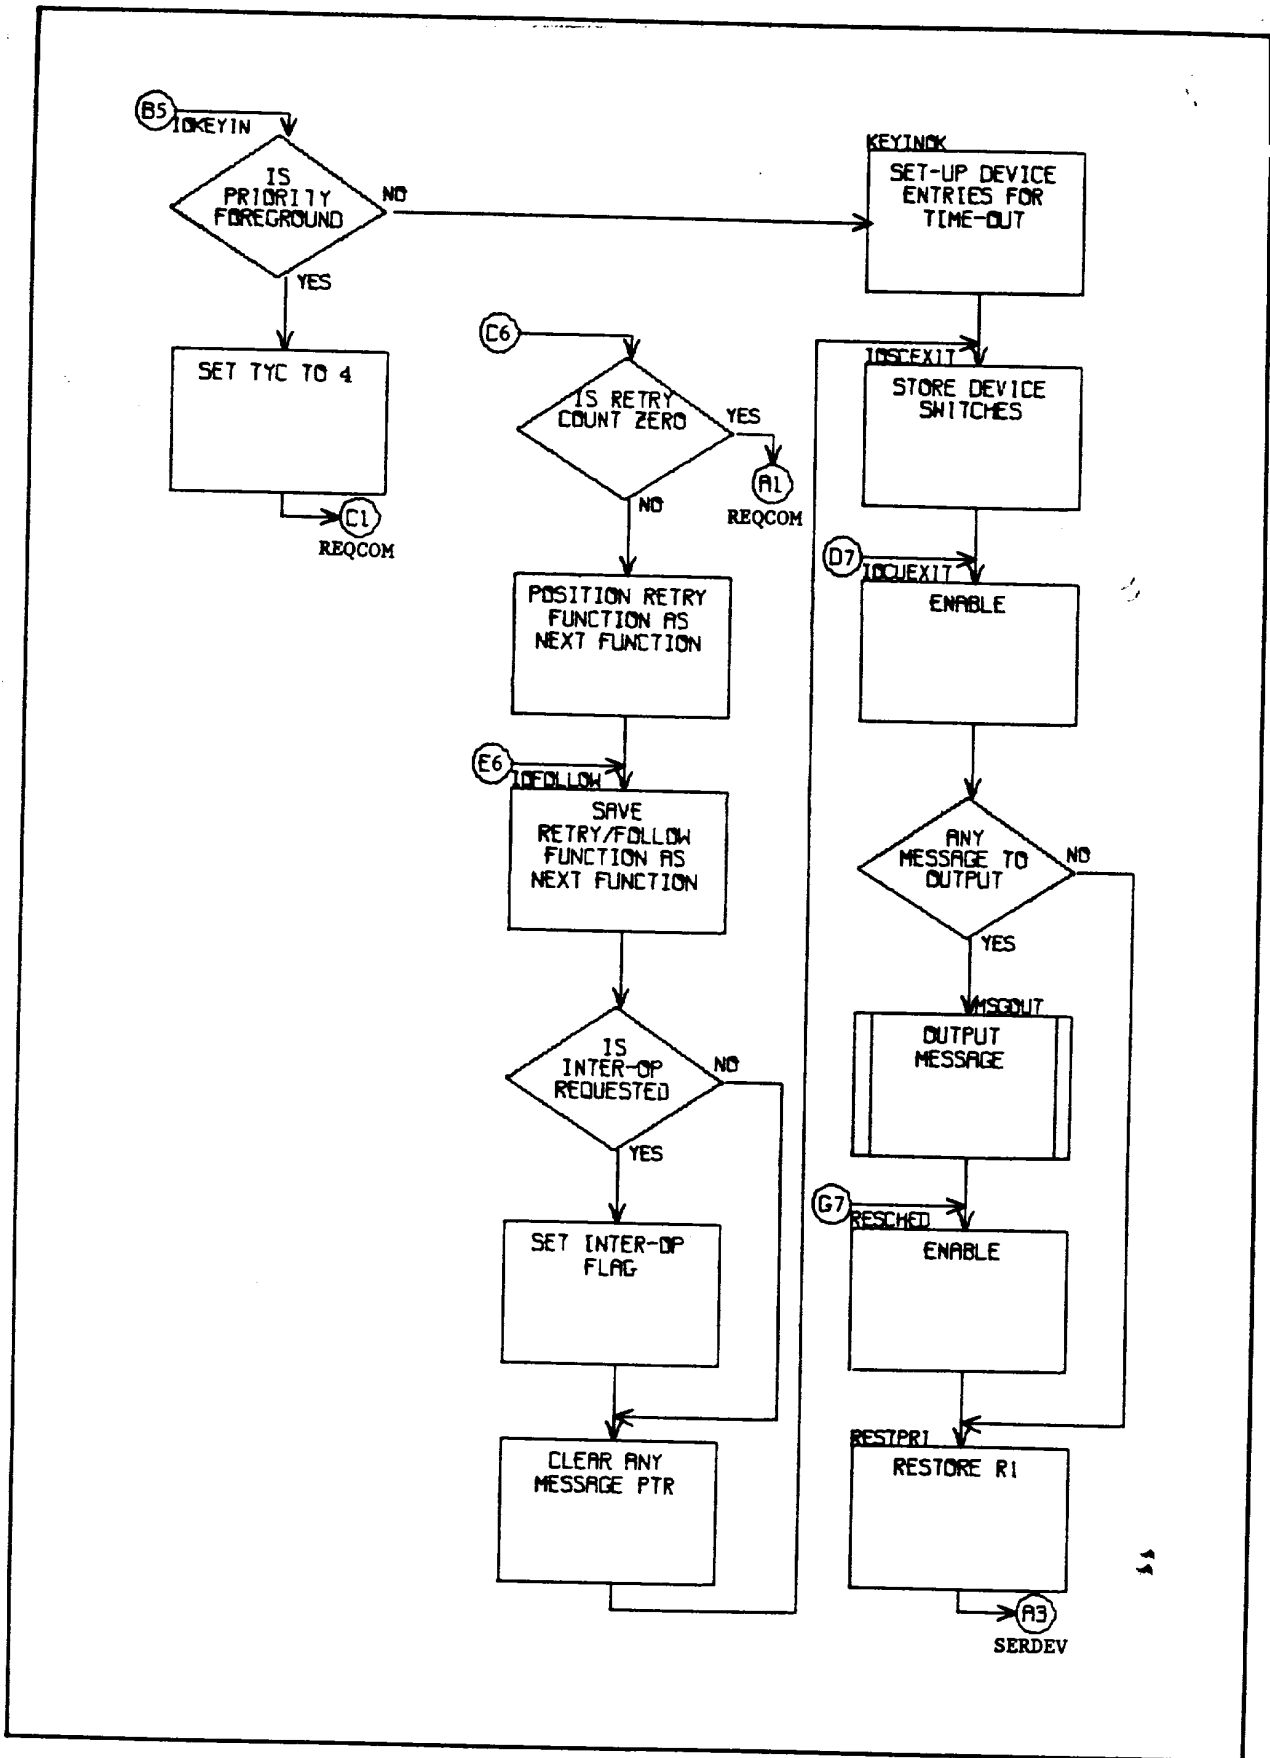 B5
IOKEYIN
IS
PRIORITY
FOREGROUND
NO
YES
SET TYC TO 4
C1
REQCOM
C6
IS RETRY
COUNT ZERO
YES
A1
REQCOM
NO
POSITION RETRY
FUNCTION AS
NEXT FUNCTION
E6
IOFOLLOW
SAVE
RETRY/FOLLOW
FUNCTION AS
NEXT FUNCTION
IS
INTER-OP
REQUESTED
NO
YES
SET INTER-OP
FLAG
CLEAR ANY
MESSAGE PTR
KEYINOK
SET-UP DEVICE
ENTRIES FOR
TIME-OUT
IOSCEXIT
STORE DEVICE
SWITCHES
D7
IOCUEXIT
ENABLE
ANY
MESSAGE TO
OUTPUT
NO
YES
MSGOUT
OUTPUT
MESSAGE
G7
RESCHED
ENABLE
RESTPRI
RESTORE R1
A3
SERDEV